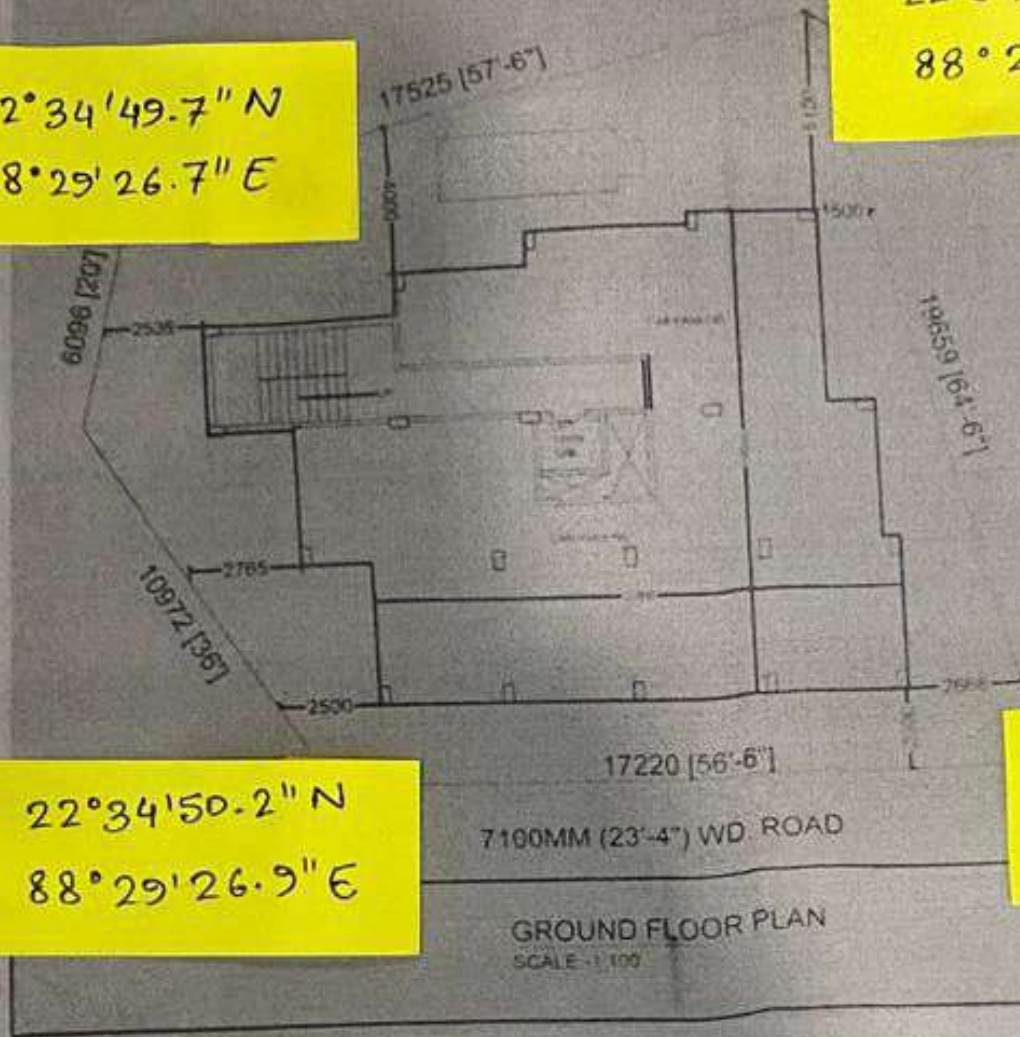 88° 2
17525 [57'-6"]
2°34'49.7" N
8°29'26.7" E
4000
1500
6096 [20']
2535
19659 [64'-6"]
2765
10972 [36']
2500
17220 [56'-6"]
22°34'50.2" N
88°29'26.9" E
7100MM (23'-4") WD. ROAD
GROUND FLOOR PLAN
SCALE -1:100